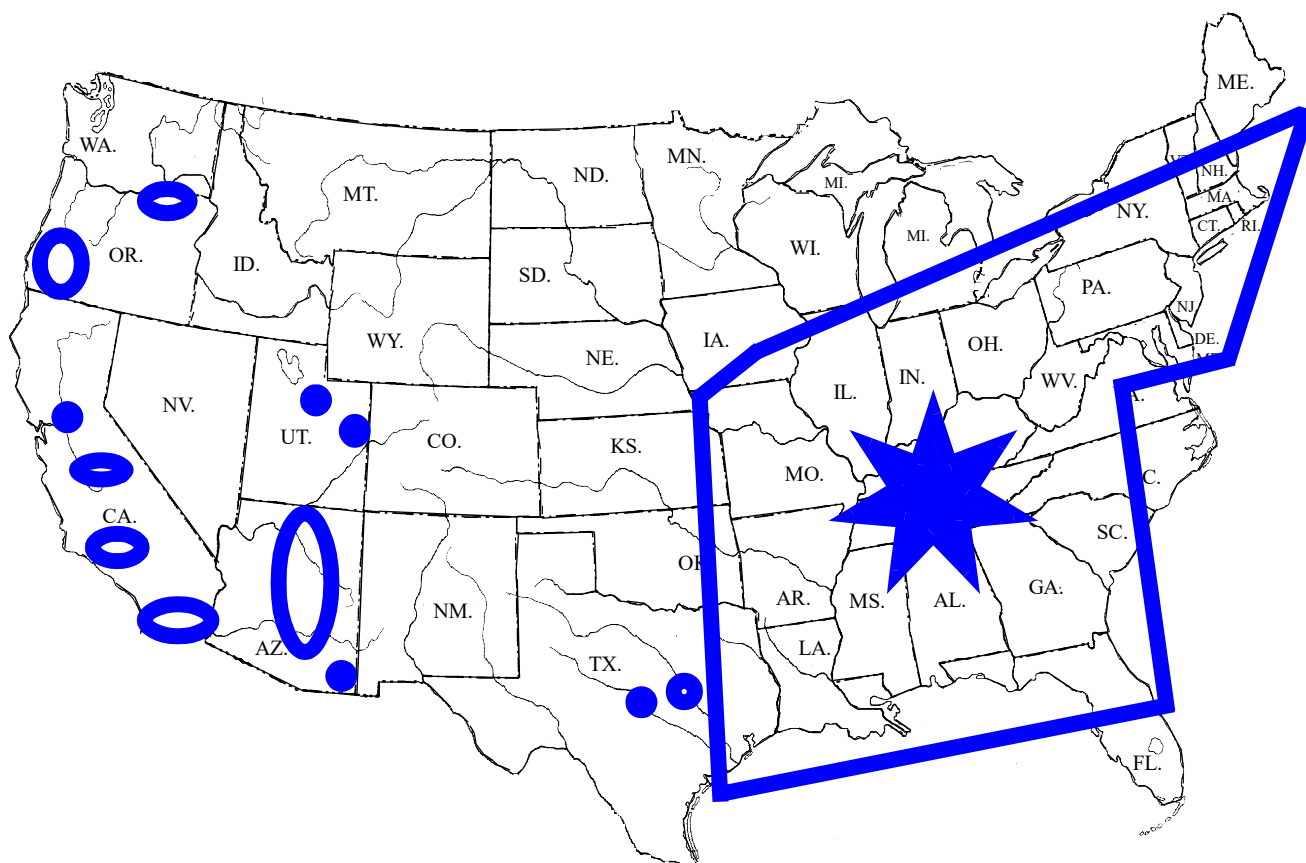 ME.
WA.
MN.
ND.
MT.
NH.
MI.
MA.
NY.
CT.
RI.
OR.
WI.
MI.
ID.
SD.
PA.
NJ.
WY.
IA.
DE.
OH.
NE.
IN.
WV.
NV.
IL.
UT.
CO.
KS.
MO.
C.
CA.
SC.
OK
NM.
AR.
MS.
AL.
GA.
AZ.
TX.
LA.
FL.